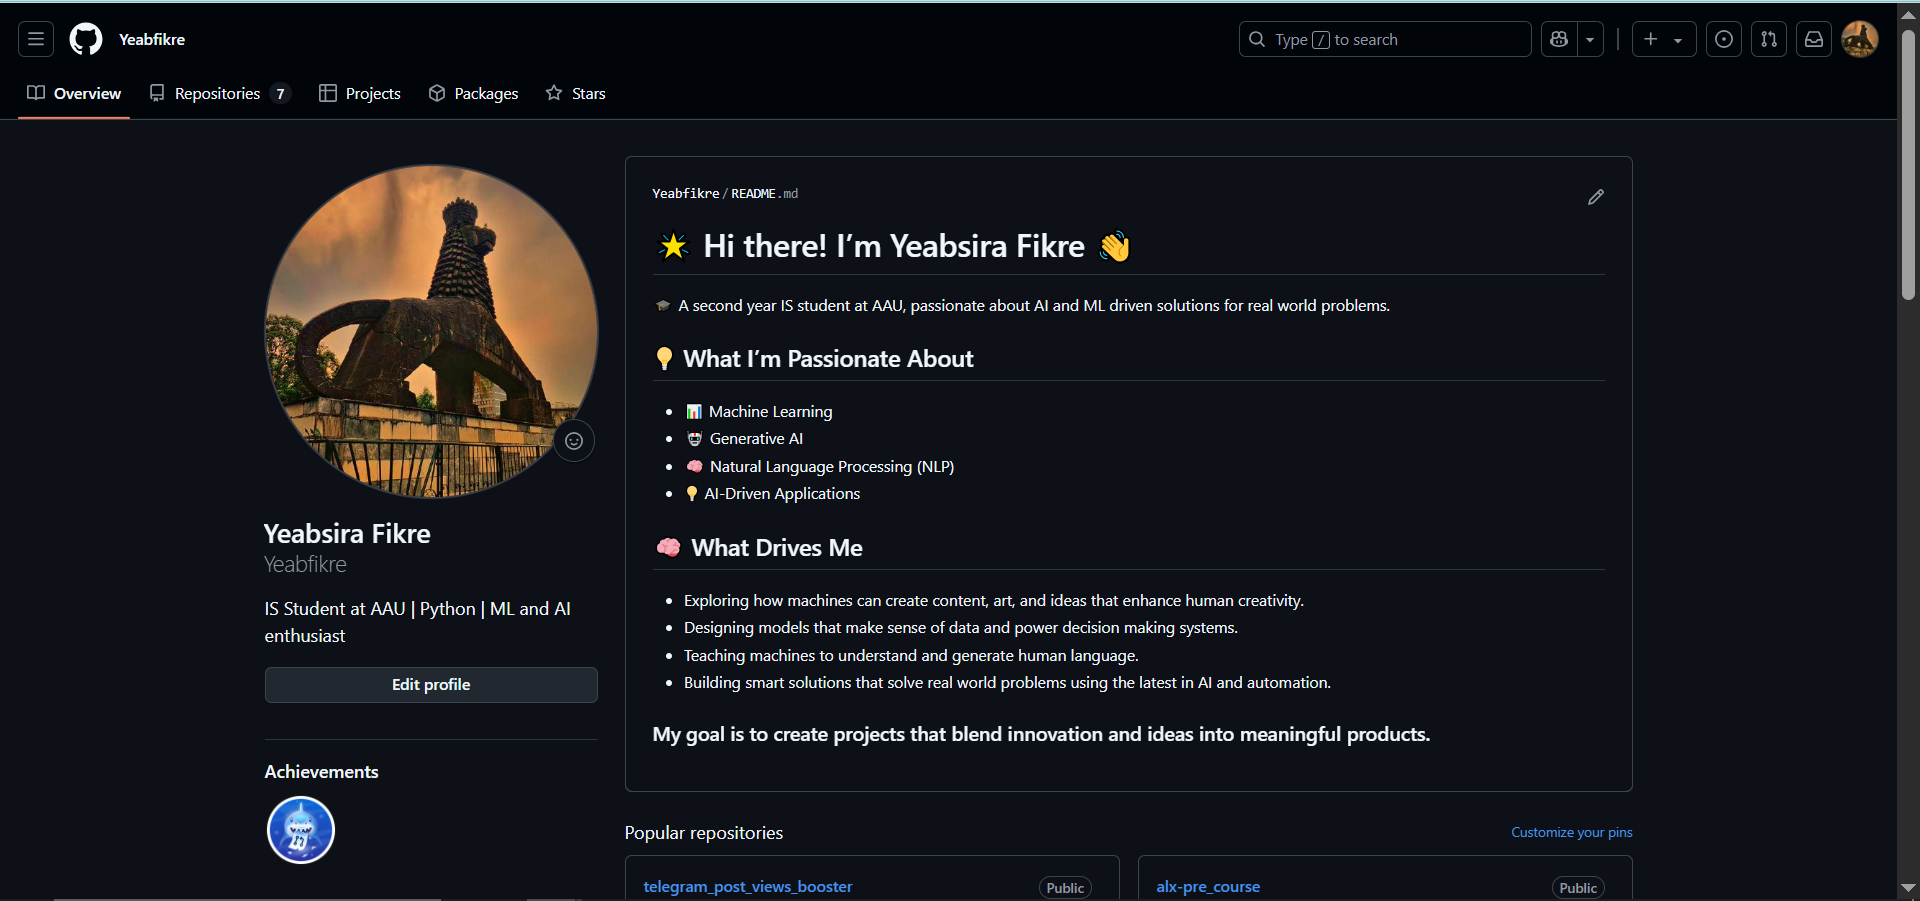 Yeabfikre
Type / to search
Overview
Repositories 7
Projects
Packages
Stars
Yeabsira Fikre
Yeabfikre
IS Student at AAU | Python | ML and AI
enthusiast
Edit profile
Achievements
Yeabfikre/README.md
🌟 Hi there! I’m Yeabsira Fikre 👋
🎓 A second year IS student at AAU, passionate about AI and ML driven solutions for real world problems.
💡 What I’m Passionate About
• 📊 Machine Learning
• 🤖 Generative AI
• 🧠 Natural Language Processing (NLP)
• 💡 AI-Driven Applications
🧠 What Drives Me
• Exploring how machines can create content, art, and ideas that enhance human creativity.
• Designing models that make sense of data and power decision making systems.
• Teaching machines to understand and generate human language.
• Building smart solutions that solve real world problems using the latest in AI and automation.
My goal is to create projects that blend innovation and ideas into meaningful products.
Popular repositories
Customize your pins
telegram_post_views_booster Public
alx-pre_course Public